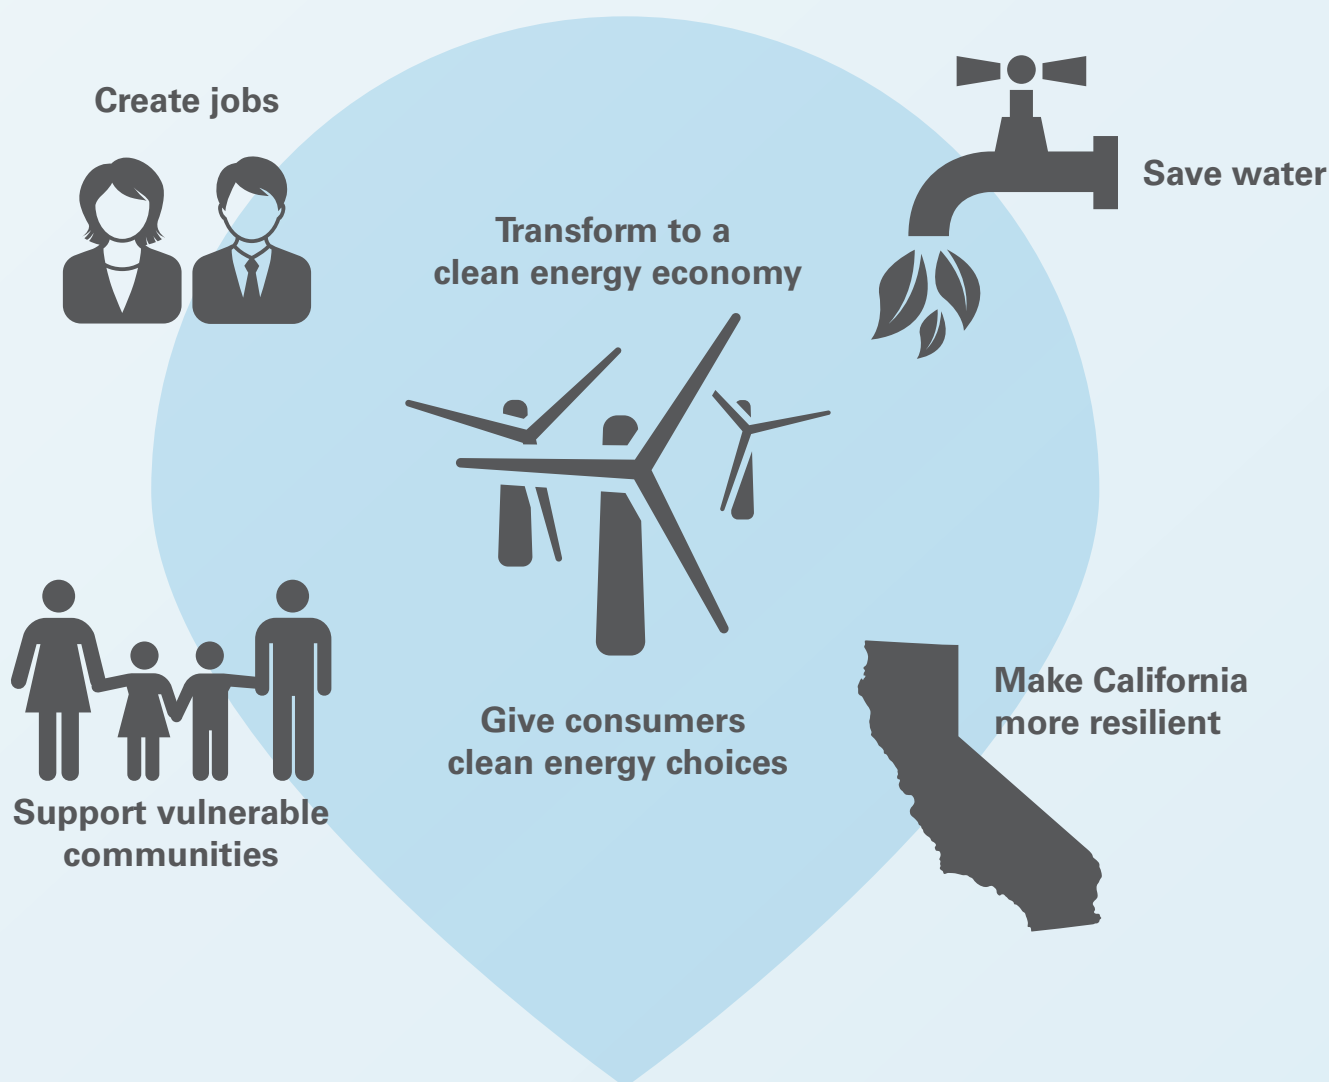 Create jobs
Save water
Transform to a
clean energy economy
Give consumers
clean energy choices
Make California
more resilient
Support vulnerable
communities